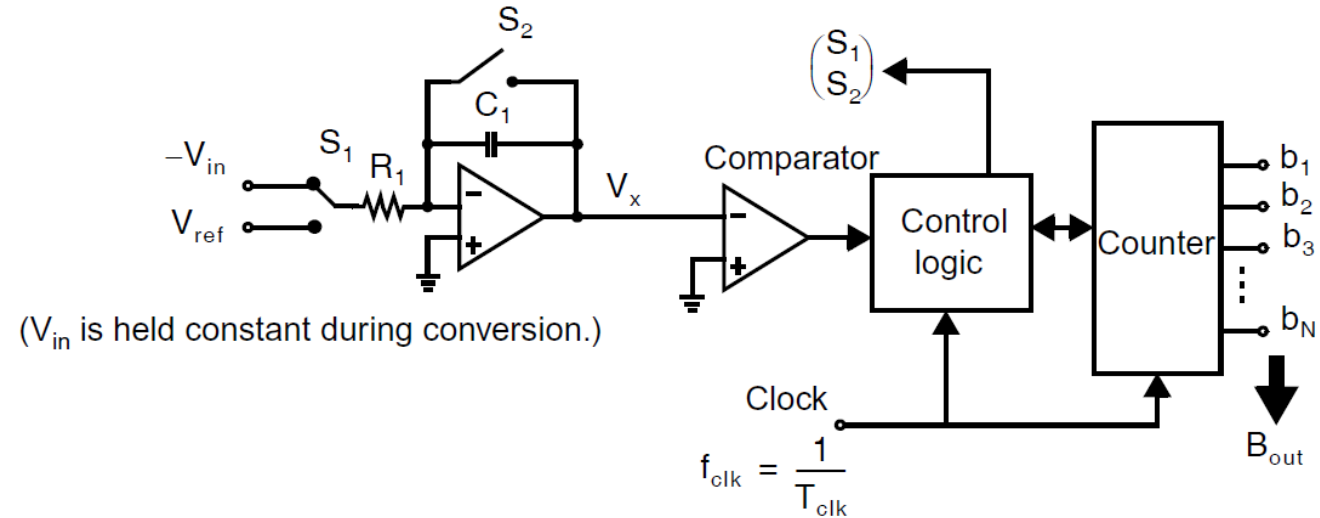 S2
C1
−Vin
S1
R1
Vref
Vx
Comparator
(S1
S2)
Control
logic
Counter
b1
b2
b3
bN
Bout
(Vin is held constant during conversion.)
Clock
fclk = 1
Tclk
−
+
−
+